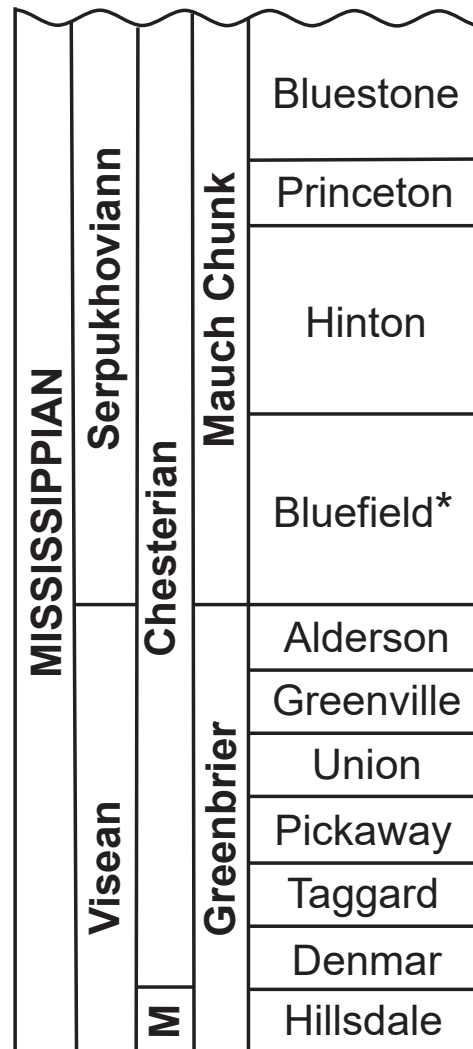 MISSISSIPPIAN
Serpukhoviann
Visean
Chesterian
M
Mauch Chunk
Greenbrier
Bluestone
Princeton
Hinton
Bluefield*
Alderson
Greenville
Union
Pickaway
Taggard
Denmar
Hillsdale